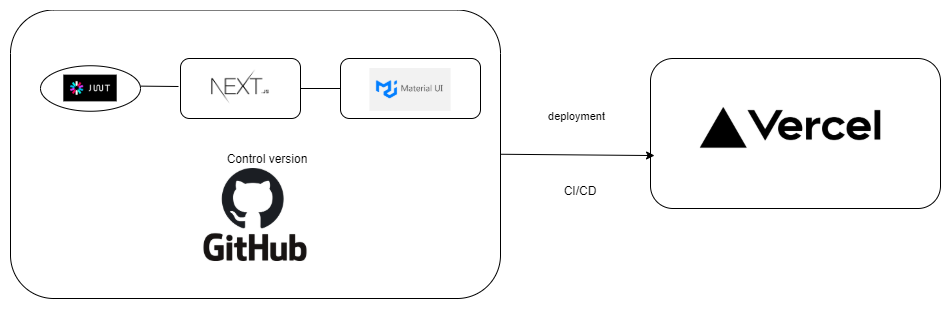 JWT
NEXT.JS
Material UI
Control version
GitHub
deployment
CI/CD
Vercel